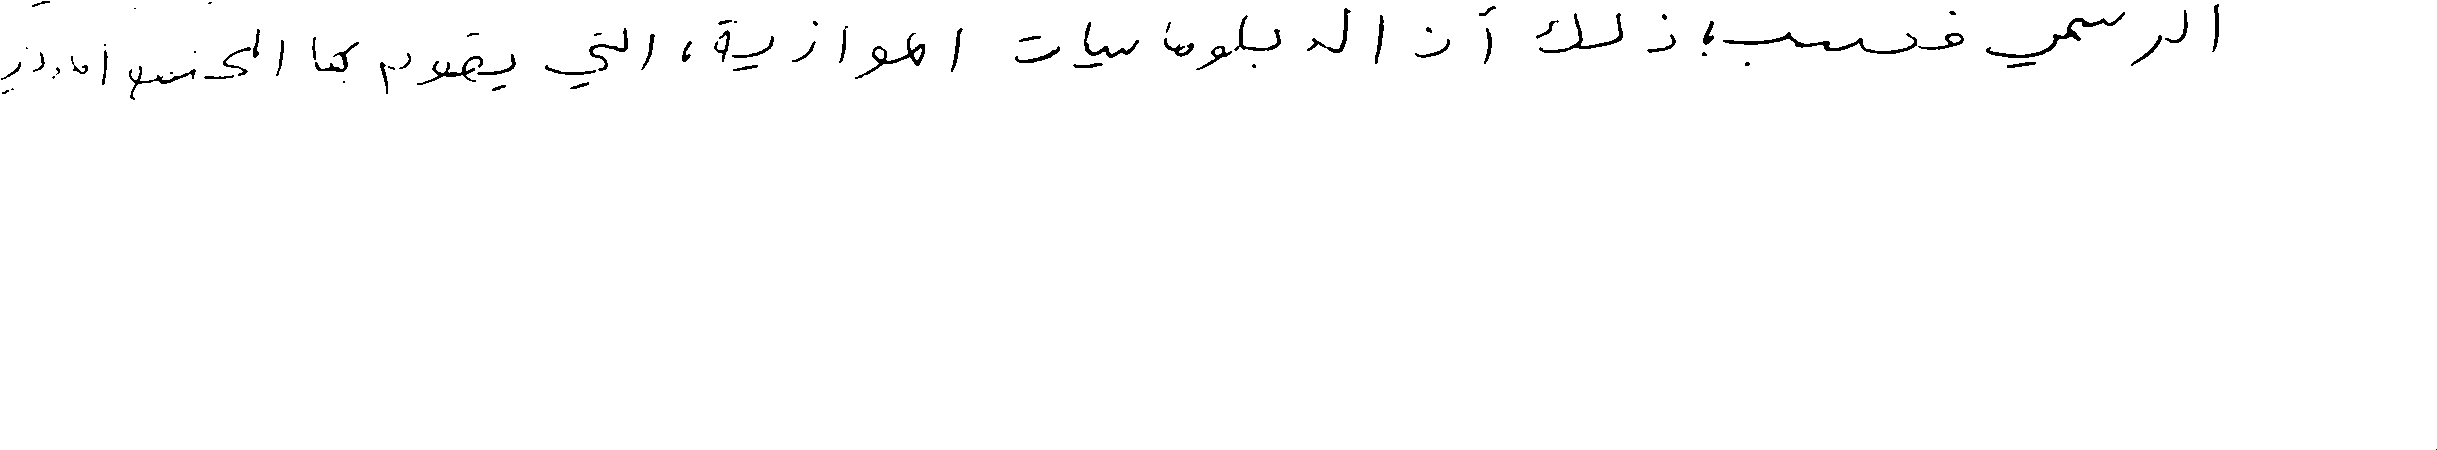 الرسمي فحسب؛ ذلك أن الدبلوماسيات الموازية، التي يقوم بها المجتمع المدني